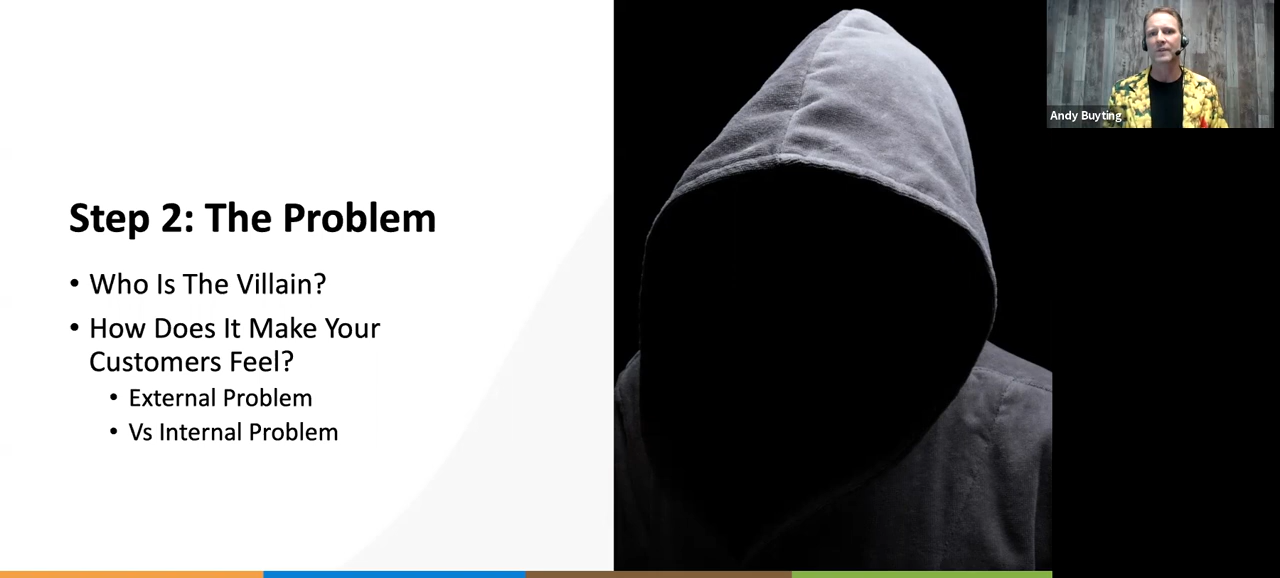 Step 2: The Problem
• Who Is The Villain?
• How Does It Make Your
Customers Feel?
• External Problem
• Vs Internal Problem
Andy Buyting